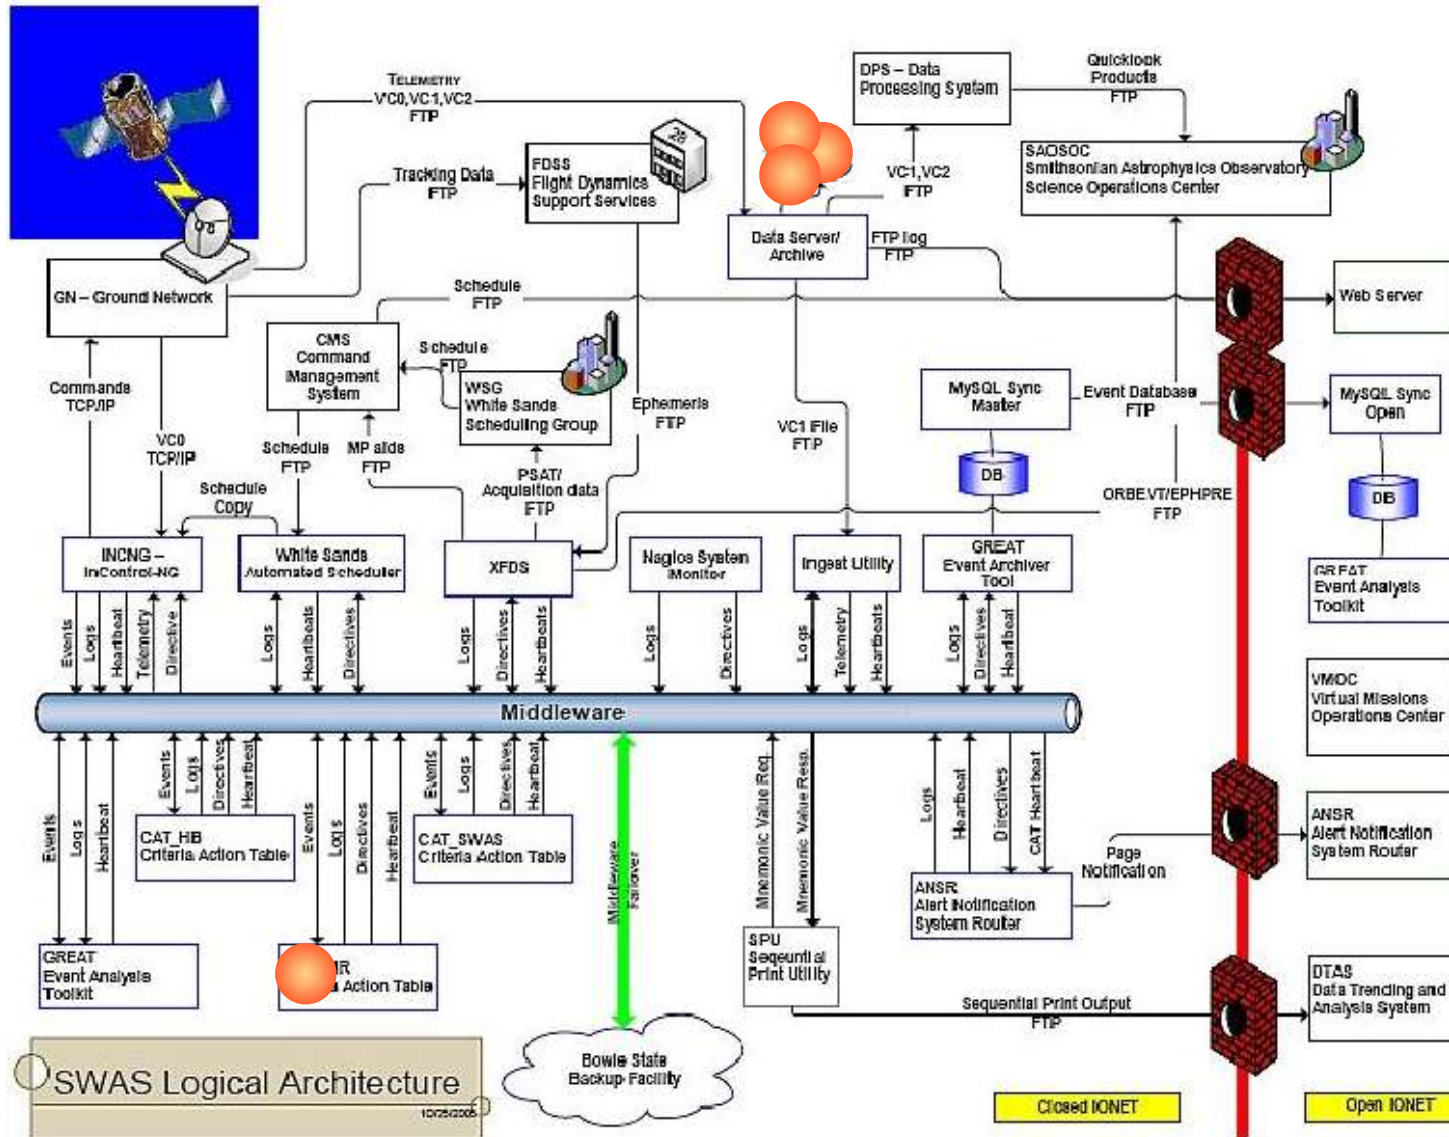 TELEMETRY
VC0,VC1,VC2
FTP
DPS – Data
Processing System
Quicklook
Products
FTP
FDSS
Flight Dynamics
Support Services
Tracking Data
FTP
VC1,VC2
FTP
SAOSOC
Smithsonian Astrophysics Observatory
Science Operations Center
Data Server/
Archive
FTP log
FTP
GN – Ground Network
Schedule
FTP
Web Server
CMS
Command
Management
System
Schedule
FTP
WSG
White Sands
Scheduling Group
Ephemeris
FTP
MySQL Sync
Master
Event Database
FTP
MySQL Sync
Open
Commands
TCP/IP
VC0
TCP/IP
Schedule
FTP
MP aids
FTP
PSAT/
Acquisition data
FTP
VC1 File
FTP
DB
ORBEVT/EPHPRE
FTP
DB
Schedule
Copy
INCNG –
InControl-NG
White Sands
Automated Scheduler
XFDS
Nagios System
Monitor
Ingest Utility
GREAT
Event Archiver
Tool
GREAT
Event Analysis
Toolkit
Events
Logs
Heartbeat
Telemetry
Directive
Logs
Heartbeats
Directives
Logs
Directives
Heartbeats
Logs
Directives
Logs
Telemetry
Heartbeats
Logs
Directives
Heartbeat
VMOC
Virtual Missions
Operations Center
Middleware
Events
Logs
Heartbeat
Events
Logs
Directives
Heartbeat
Events
Logs
Directives
Heartbeat
Events
Logs
Directives
Heartbeat
Middleware
Failover
Mnemonic Value Req.
Mnemonic Value Resp.
Logs
Heartbeat
Directives
CAT Heartbeat
CAT_HB
Criteria Action Table
CAT_SWAS
Criteria Action Table
ANSR
Alert Notification
System Router
Page
Notification
ANSR
Alert Notification
System Router
GREAT
Event Analysis
Toolkit
Action Table
SPU
Seqeuntial
Print Utility
Sequential Print Output
FTP
DTAS
Data Trending and
Analysis System
SWAS Logical Architecture
10/25/2005
Bowie State
Backup Facility
Closed IONET
Open IONET